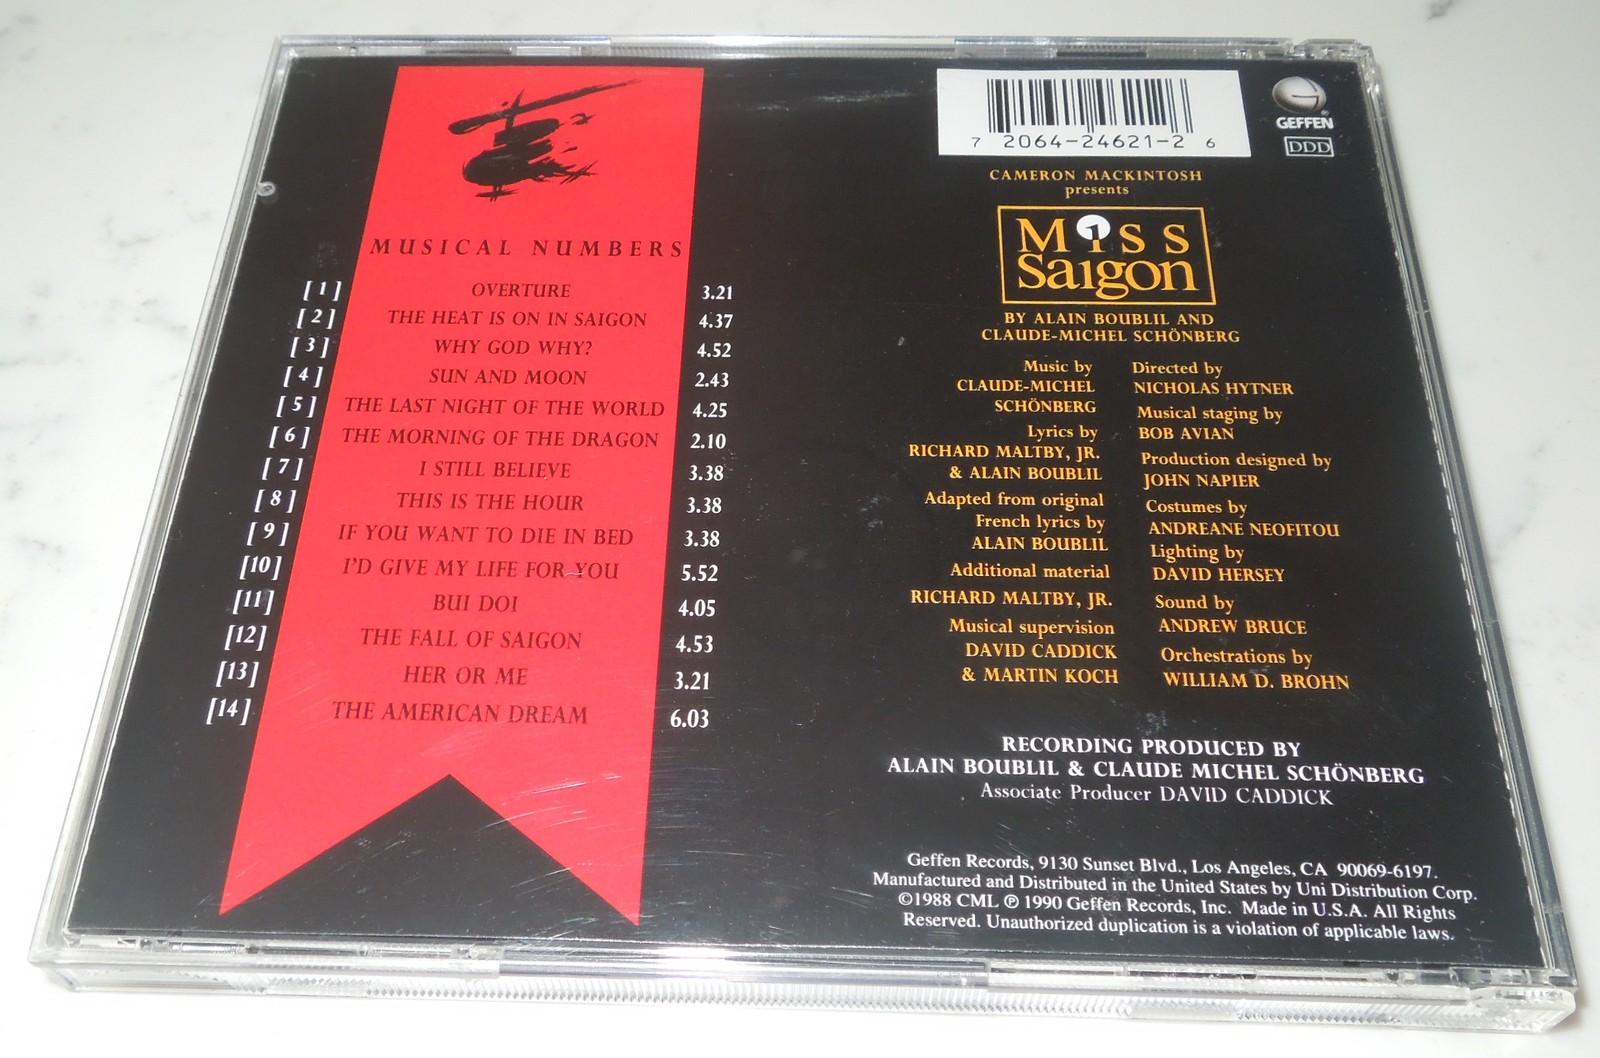 MUSICAL NUMBERS
[1] OVERTURE 3.21
[2] THE HEAT IS ON IN SAIGON 4.37
[3] WHY GOD WHY? 4.52
[4] SUN AND MOON 2.43
[5] THE LAST NIGHT OF THE WORLD 4.25
[6] THE MORNING OF THE DRAGON 2.10
[7] I STILL BELIEVE 3.38
[8] THIS IS THE HOUR 3.38
[9] IF YOU WANT TO DIE IN BED 3.38
[10] I'D GIVE MY LIFE FOR YOU 5.52
[11] BUI DOI 4.05
[12] THE FALL OF SAIGON 4.53
[13] HER OR ME 3.21
[14] THE AMERICAN DREAM 6.03
7 2064-24621-2 6
GEFFEN
®
DDD
CAMERON MACKINTOSH
presents
MISS
Saigon
1
BY ALAIN BOUBLIL AND
CLAUDE-MICHEL SCHÖNBERG
Music by
CLAUDE-MICHEL
SCHÖNBERG
Lyrics by
RICHARD MALTBY, JR.
& ALAIN BOUBLIL
Adapted from original
French lyrics by
ALAIN BOUBLIL
Additional material
RICHARD MALTBY, JR.
Musical supervision
DAVID CADDICK
& MARTIN KOCH
Directed by
NICHOLAS HYTNER
Musical staging by
BOB AVIAN
Production designed by
JOHN NAPIER
Costumes by
ANDREANE NEOFITOU
Lighting by
DAVID HERSEY
Sound by
ANDREW BRUCE
Orchestrations by
WILLIAM D. BROHN
RECORDING PRODUCED BY
ALAIN BOUBLIL & CLAUDE MICHEL SCHÖNBERG
Associate Producer DAVID CADDICK
Geffen Records, 9130 Sunset Blvd., Los Angeles, CA 90069-6197.
Manufactured and Distributed in the United States by Uni Distribution Corp.
©1988 CML ℗ 1990 Geffen Records, Inc. Made in U.S.A. All Rights
Reserved. Unauthorized duplication is a violation of applicable laws.